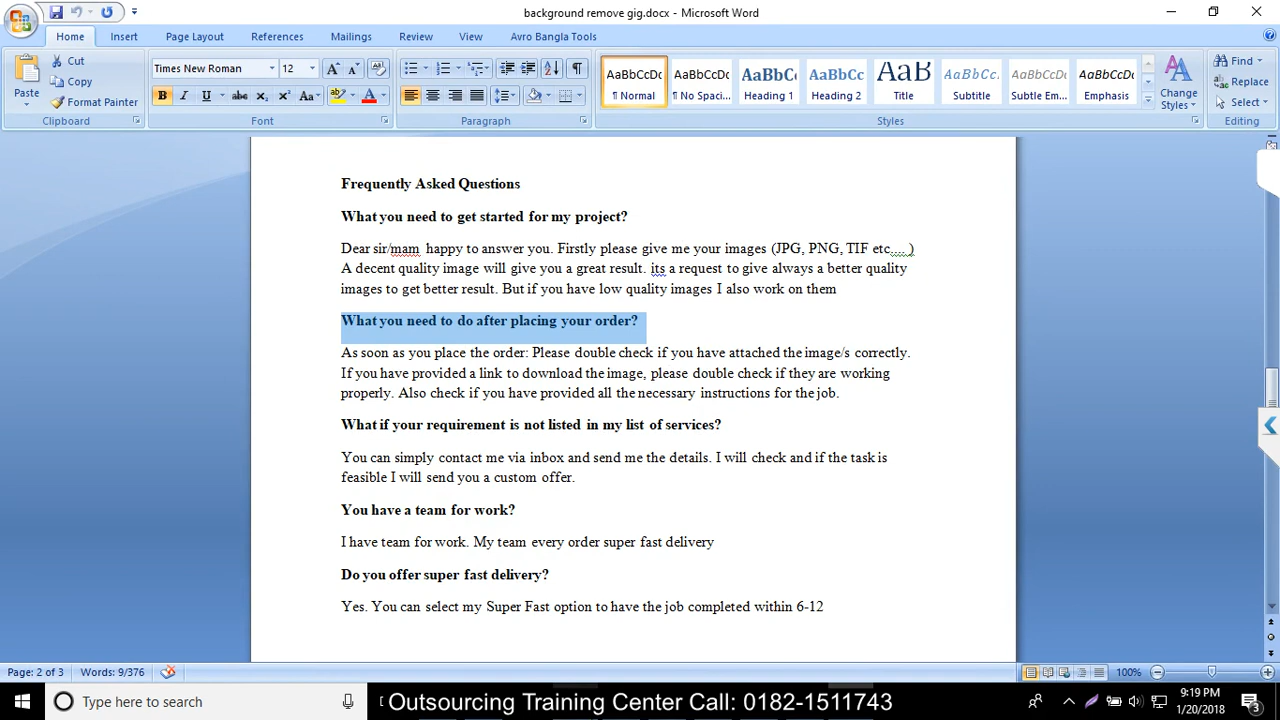 background remove gig.docx - Microsoft Word
Home Insert Page Layout References Mailings Review View Avro Bangla Tools
Paste
Cut
Copy
Format Painter
Clipboard
Times New Roman 12
Font
Paragraph
AaBbCcDc AaBbCcDc AaBbCc AaBbCc AaB AaBbCc. AaBbCcDc AaBbCcDc
¶ Normal ¶ No Spaci... Heading 1 Heading 2 Title Subtitle Subtle Em... Emphasis
Styles
Change Styles
Find
Replace
Select
Editing
Frequently Asked Questions
What you need to get started for my project?
Dear sir/mam happy to answer you. Firstly please give me your images (JPG, PNG, TIF etc.... )
A decent quality image will give you a great result. its a request to give always a better quality
images to get better result. But if you have low quality images I also work on them
What you need to do after placing your order?
As soon as you place the order: Please double check if you have attached the image/s correctly.
If you have provided a link to download the image, please double check if they are working
properly. Also check if you have provided all the necessary instructions for the job.
What if your requirement is not listed in my list of services?
You can simply contact me via inbox and send me the details. I will check and if the task is
feasible I will send you a custom offer.
You have a team for work?
I have team for work. My team every order super fast delivery
Do you offer super fast delivery?
Yes. You can select my Super Fast option to have the job completed within 6-12
Page: 2 of 3 Words: 9/376 100%
Type here to search
Outsourcing Training Center Call: 0182-1511743
9:19 PM
1/20/2018